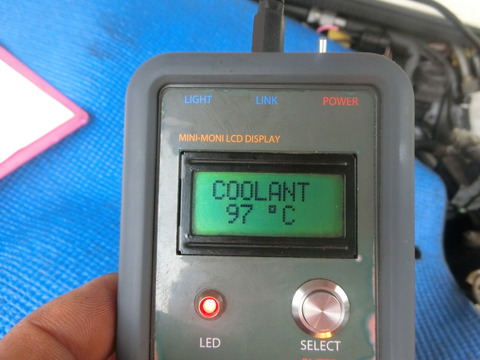 LIGHT LINK POWER
MINI-MONI LCD DISPLAY
COOLANT
97 °C
LED SELECT